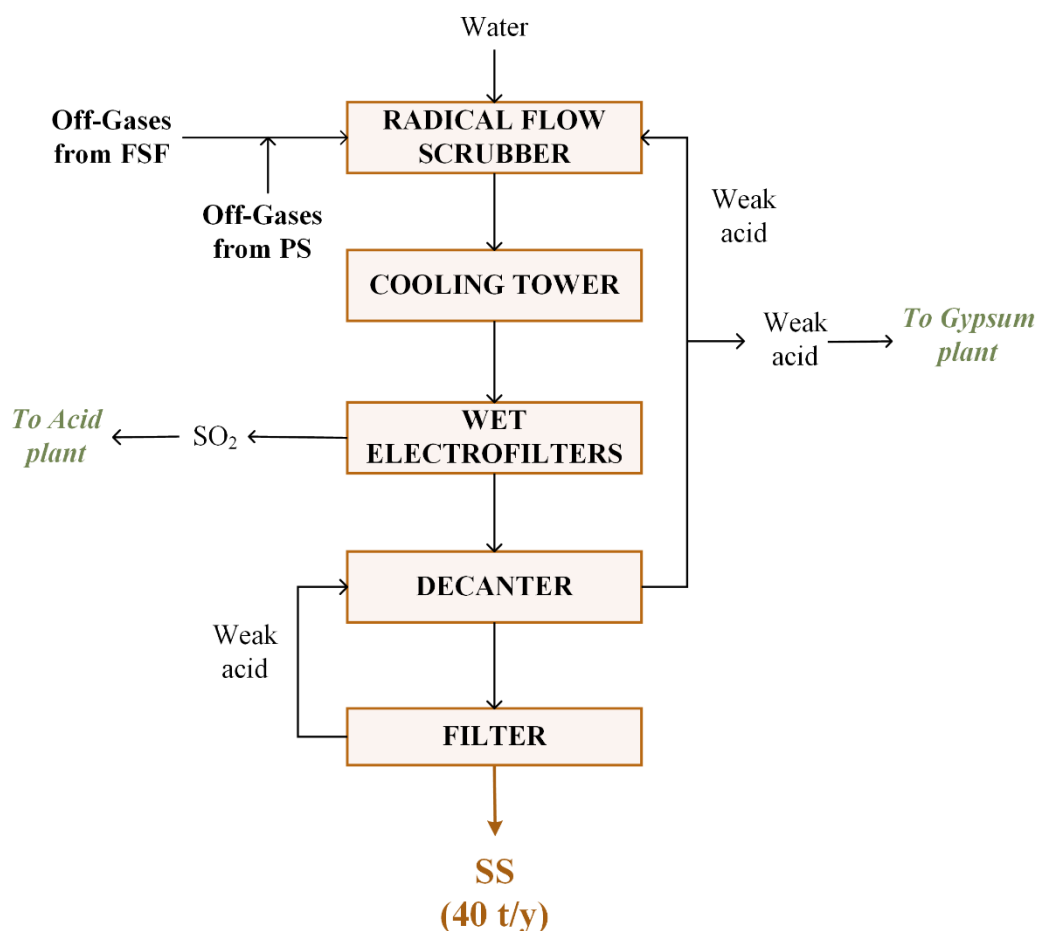 Water
Off-Gases
from FSF
RADICAL FLOW
SCRUBBER
Off-Gases
from PS
Weak
acid
COOLING TOWER
Weak
acid
To Gypsum
plant
To Acid
plant
SO₂
WET
ELECTROFILTERS
DECANTER
Weak
acid
FILTER
SS
(40 t/y)